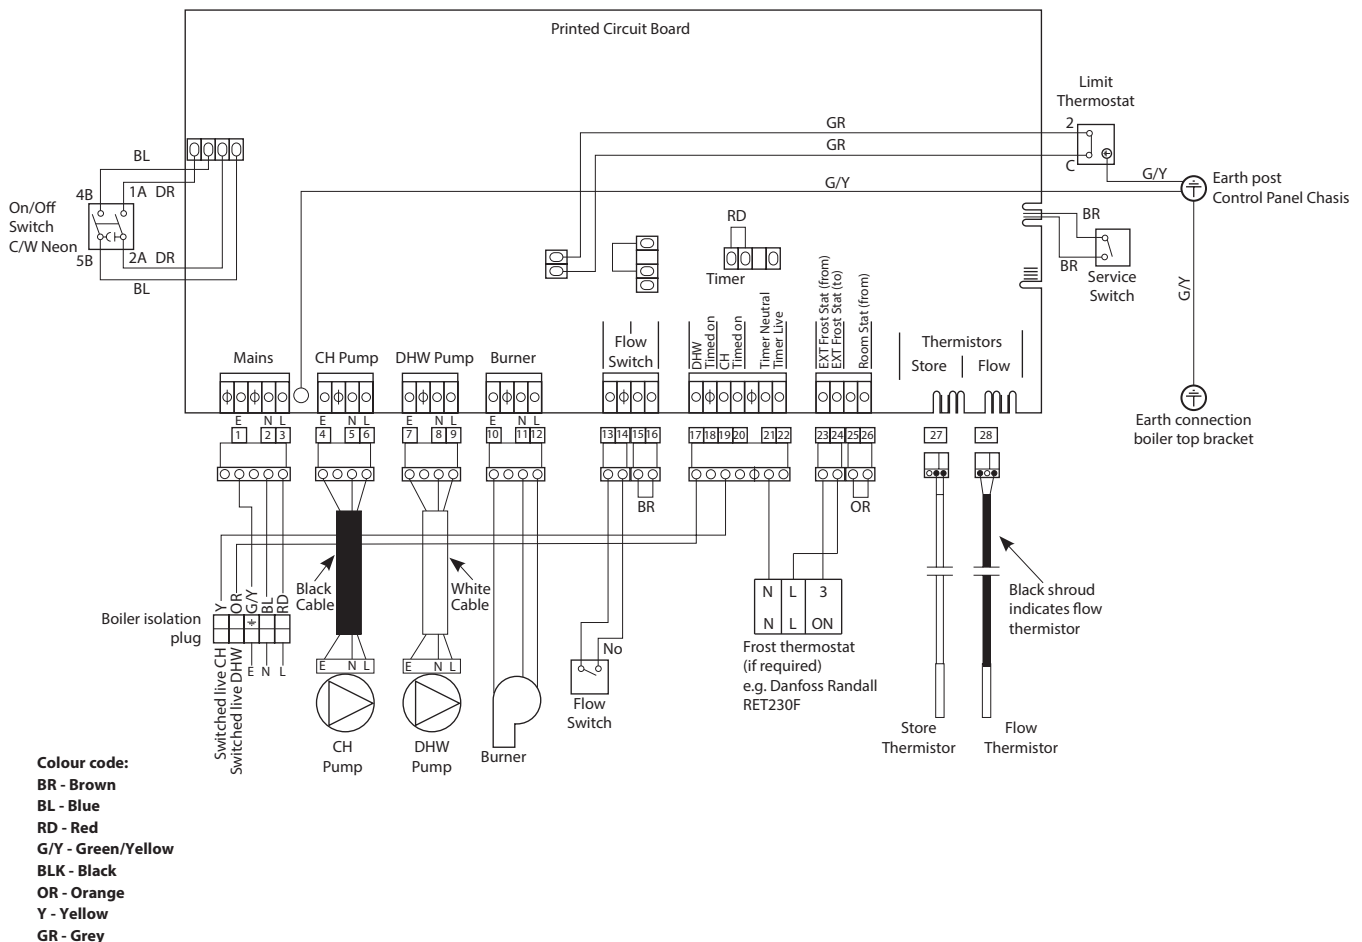 Printed Circuit Board
Limit
Thermostat
2
GR
GR
C
G/Y
G/Y
Earth post
Control Panel Chasis
BL
4B
1A DR
On/Off
Switch
C/W Neon
5B
2A DR
BL
RD
Timer
BR
BR
Service
Switch
G/Y
Mains
CH Pump
DHW Pump
Burner
Flow
Switch
DHW
Timed on
CH
Timed on
Timer Neutral
Timer Live
EXT Frost Stat (from)
EXT Frost Stat (to)
Room Stat (from)
Thermistors
Store
Flow
Earth connection
boiler top bracket
E N L
E N L
E N L
E N L
1 2 3
4 5 6
7 8 9
10 11 12
13 14 15 16
17 18 19 20 21 22
23 24 25 26
27
28
BR
OR
Black
Cable
White
Cable
Black shroud
indicates flow
thermistor
Y
OR
G/Y
BL
RD
Boiler isolation
plug
N L 3
N L ON
Frost thermostat
(if required)
e.g. Danfoss Randall
RET230F
No
Flow
Switch
Switched live CH
Switched live DHW
E N L
E N L
E N L
CH
Pump
DHW
Pump
Burner
Store
Thermistor
Flow
Thermistor
Colour code:
BR - Brown
BL - Blue
RD - Red
G/Y - Green/Yellow
BLK - Black
OR - Orange
Y - Yellow
GR - Grey